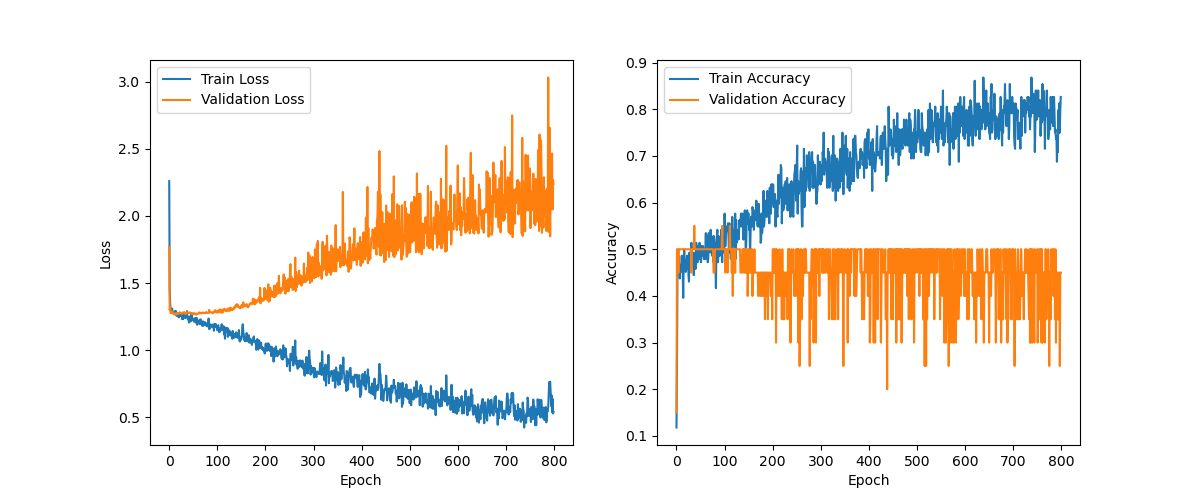 Train Loss
Validation Loss
3.0
2.5
2.0
1.5
1.0
0.5
Loss
0 100 200 300 400 500 600 700 800
Epoch
Train Accuracy
Validation Accuracy
0.9
0.8
0.7
0.6
0.5
0.4
0.3
0.2
0.1
Accuracy
0 100 200 300 400 500 600 700 800
Epoch